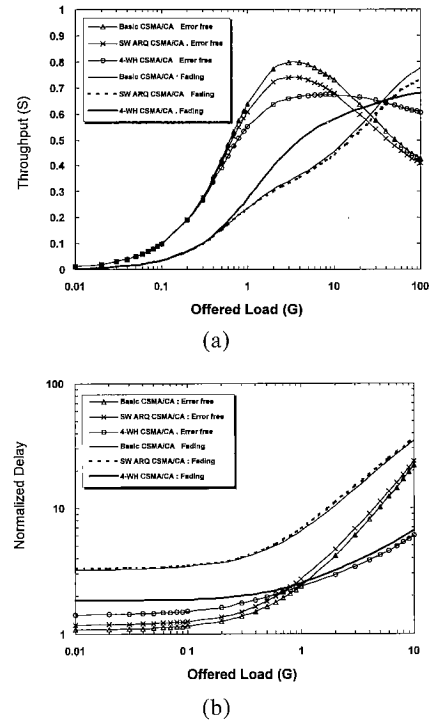 1
0.9
0.8
0.7
0.6
0.5
0.4
0.3
0.2
0.1
0
Throughput (S)
Basic CSMA/CA . Error free
SW ARQ CSMA/CA . Error free
4-WH CSMA/CA . Error free
Basic CSMA/CA : Fading
SW ARQ CSMA/CA . Fading
4-WH CSMA/CA . Fading
0.01 0.1 1 10 100
Offered Load (G)
(a)
100
10
1
Normalized Delay
Basic CSMA/CA : Error free
SW ARQ CSMA/CA : Error free
4-WH CSMA/CA . Error free
Basic CSMA/CA . Fading
SW ARQ CSMA/CA : Fading
4-WH CSMA/CA : Fading
0.01 0.1 1 10
Offered Load (G)
(b)